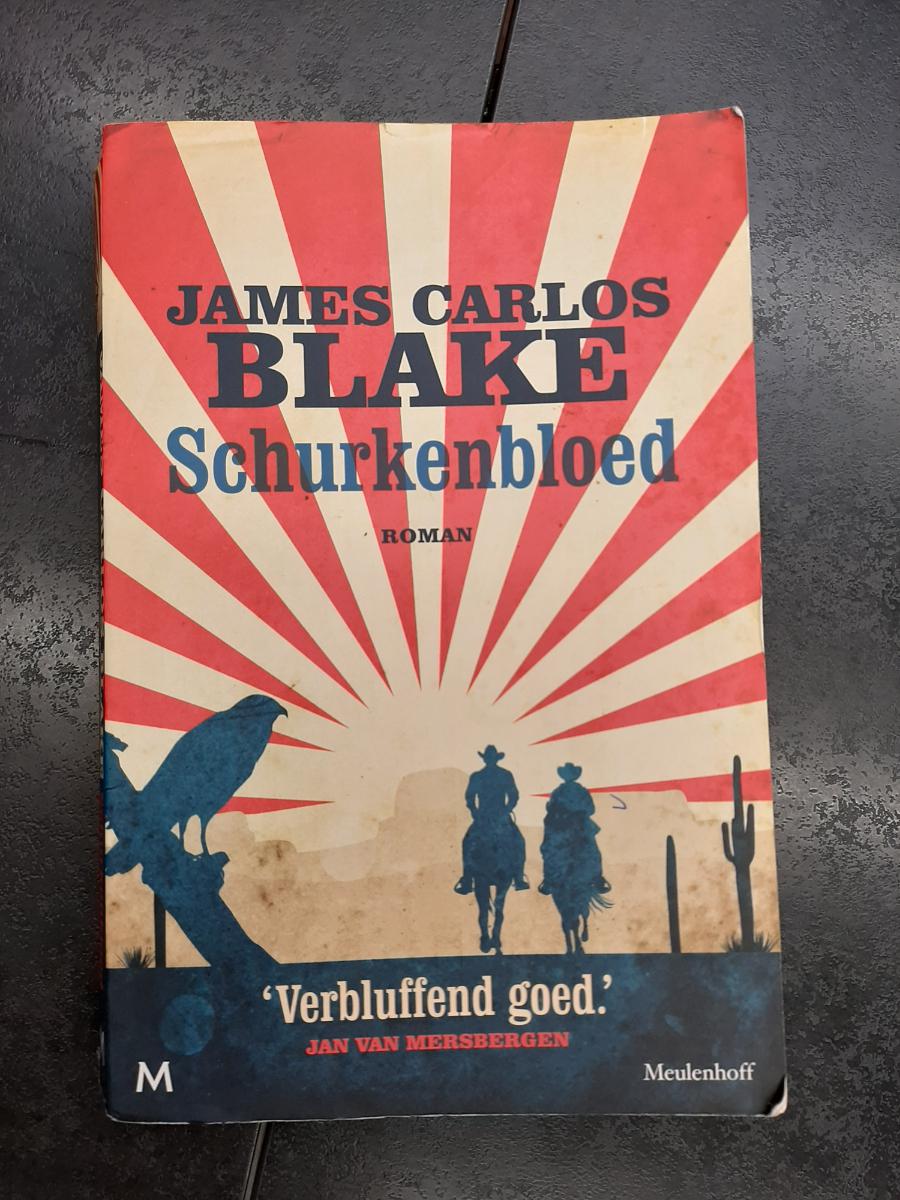 JAMES CARLOS
BLAKE
Schurkenbloed
ROMAN
‘Verbluffend goed.’
JAN VAN MERSBERGEN
M
Meulenhoff